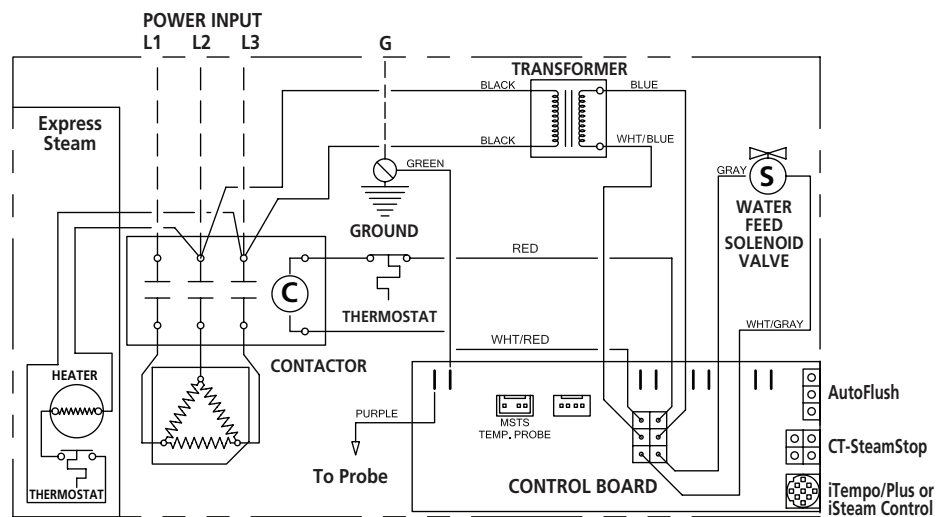 POWER INPUT
L1 L2 L3 G
TRANSFORMER
BLACK
BLUE
Express
Steam
BLACK
WHT/BLUE
GREEN
GRAY
S
WATER
FEED
SOLENOID
VALVE
GROUND
RED
C
THERMOSTAT
WHT/GRAY
WHT/RED
CONTACTOR
HEATER
AutoFlush
PURPLE
MSTS
TEMP. PROBE
CT-SteamStop
To Probe
CONTROL BOARD
THERMOSTAT
iTempo/Plus or
iSteam Control